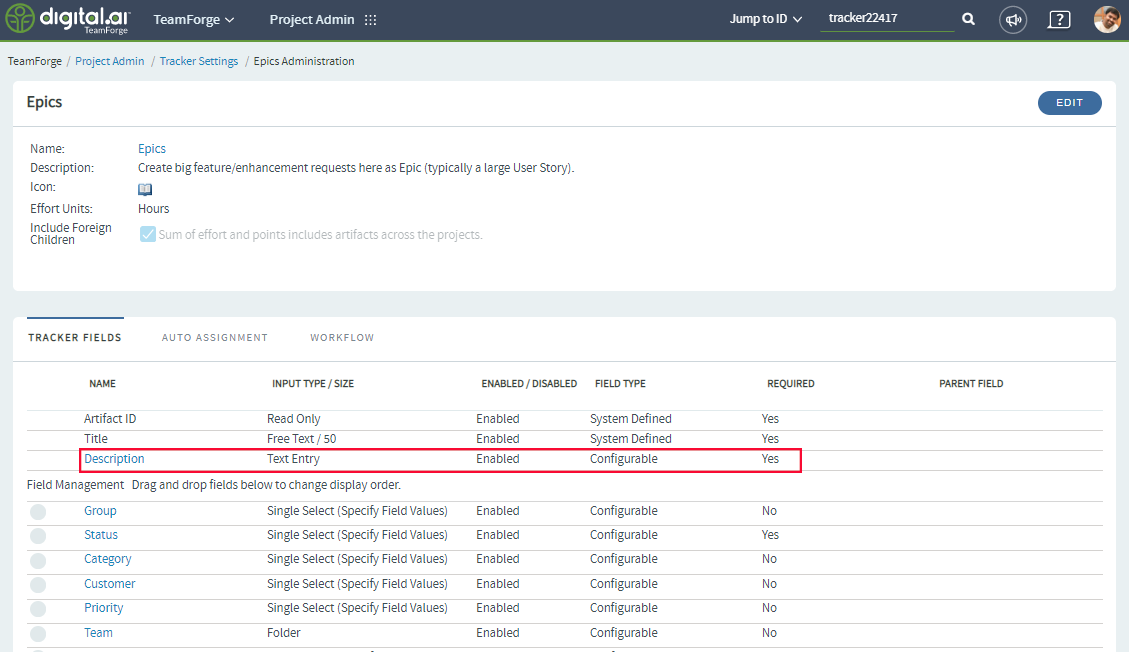 digital.ai TeamForge TeamForge Project Admin Jump to ID tracker22417 ?
TeamForge / Project Admin / Tracker Settings / Epics Administration
Epics EDIT
Name: Epics
Description: Create big feature/enhancement requests here as Epic (typically a large User Story).
Icon:
Effort Units: Hours
Include Foreign Children Sum of effort and points includes artifacts across the projects.
TRACKER FIELDS AUTO ASSIGNMENT WORKFLOW
NAME INPUT TYPE / SIZE ENABLED / DISABLED FIELD TYPE REQUIRED PARENT FIELD
Artifact ID Read Only Enabled System Defined Yes
Title Free Text / 50 Enabled System Defined Yes
Description Text Entry Enabled Configurable Yes
Field Management Drag and drop fields below to change display order.
Group Single Select (Specify Field Values) Enabled Configurable No
Status Single Select (Specify Field Values) Enabled Configurable Yes
Category Single Select (Specify Field Values) Enabled Configurable No
Customer Single Select (Specify Field Values) Enabled Configurable No
Priority Single Select (Specify Field Values) Enabled Configurable No
Team Folder Enabled Configurable No